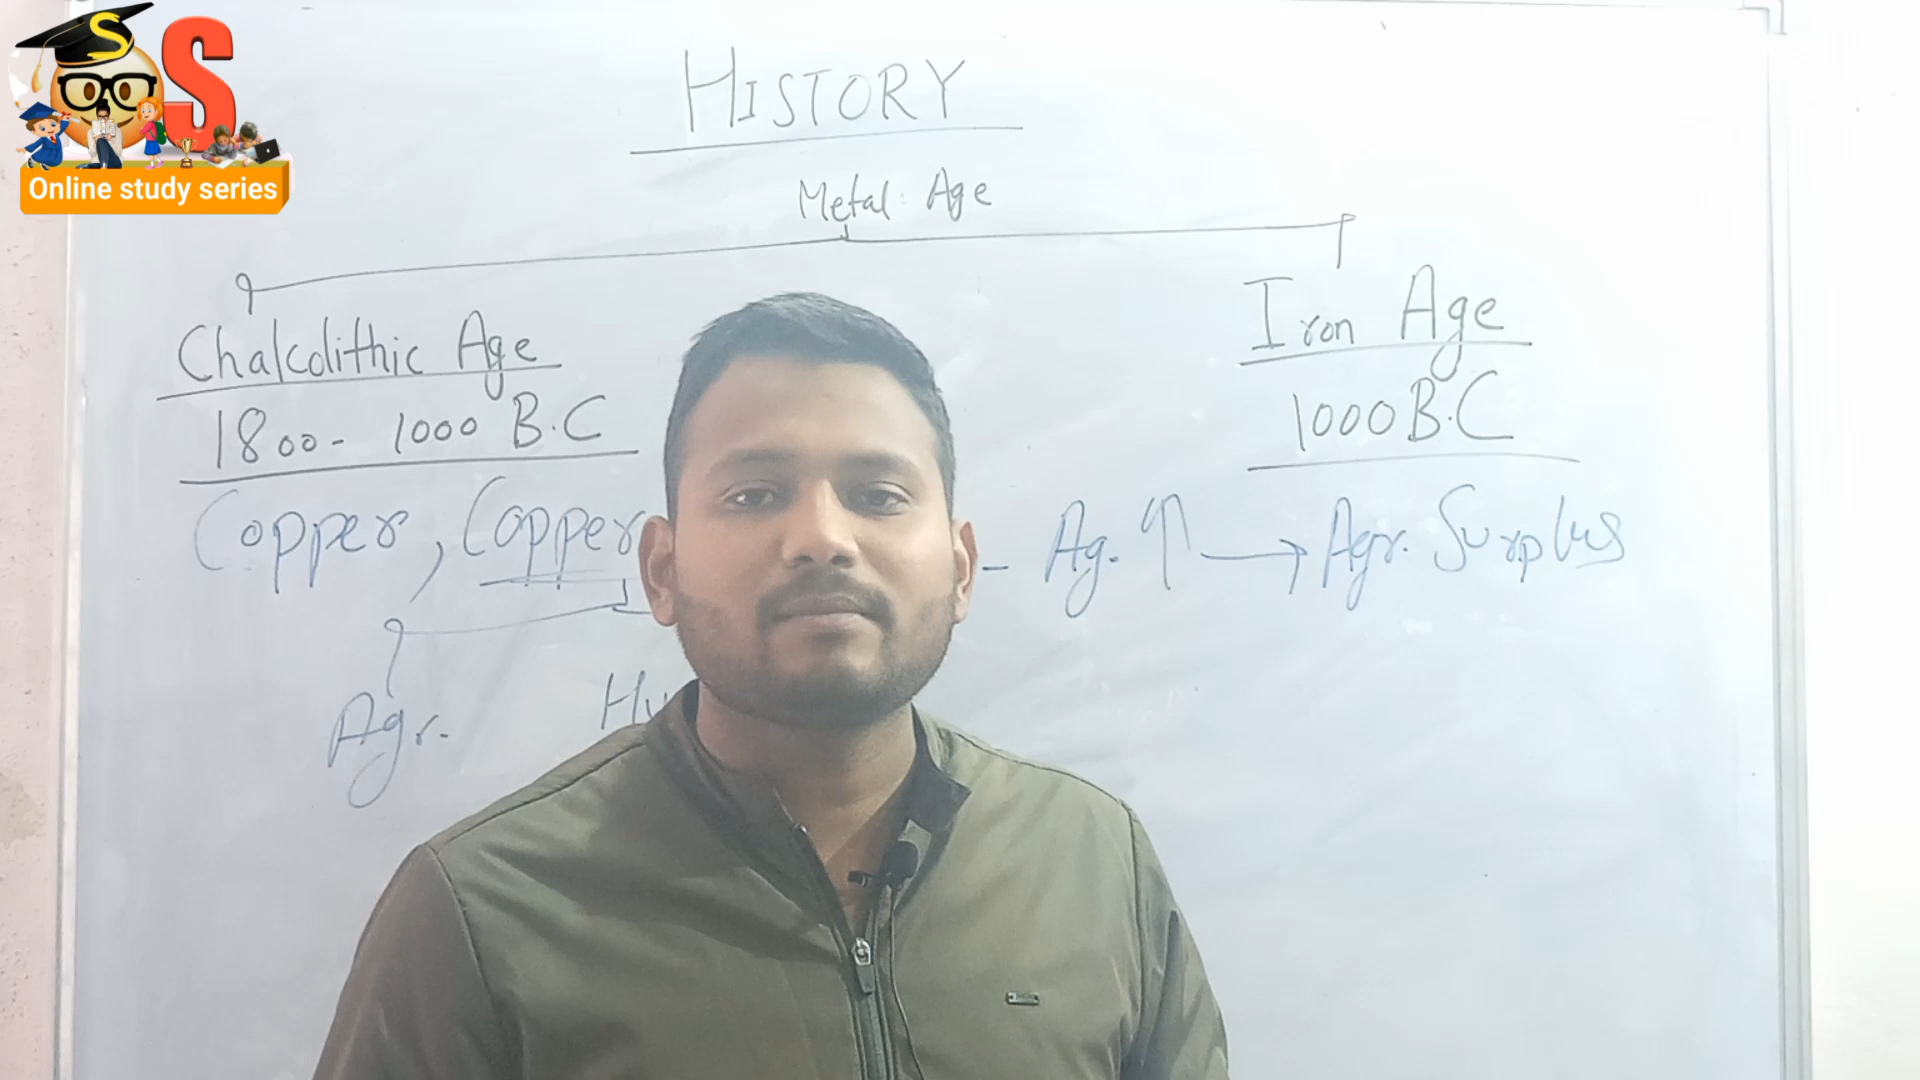 S
S
Online study series
HISTORY
Metal Age
Chalcolithic Age
1800- 1000 B.C
Copper, Copper
Agr.
Iron Age
1000 B.C
- Ag. ↑ → Agr. Surplus